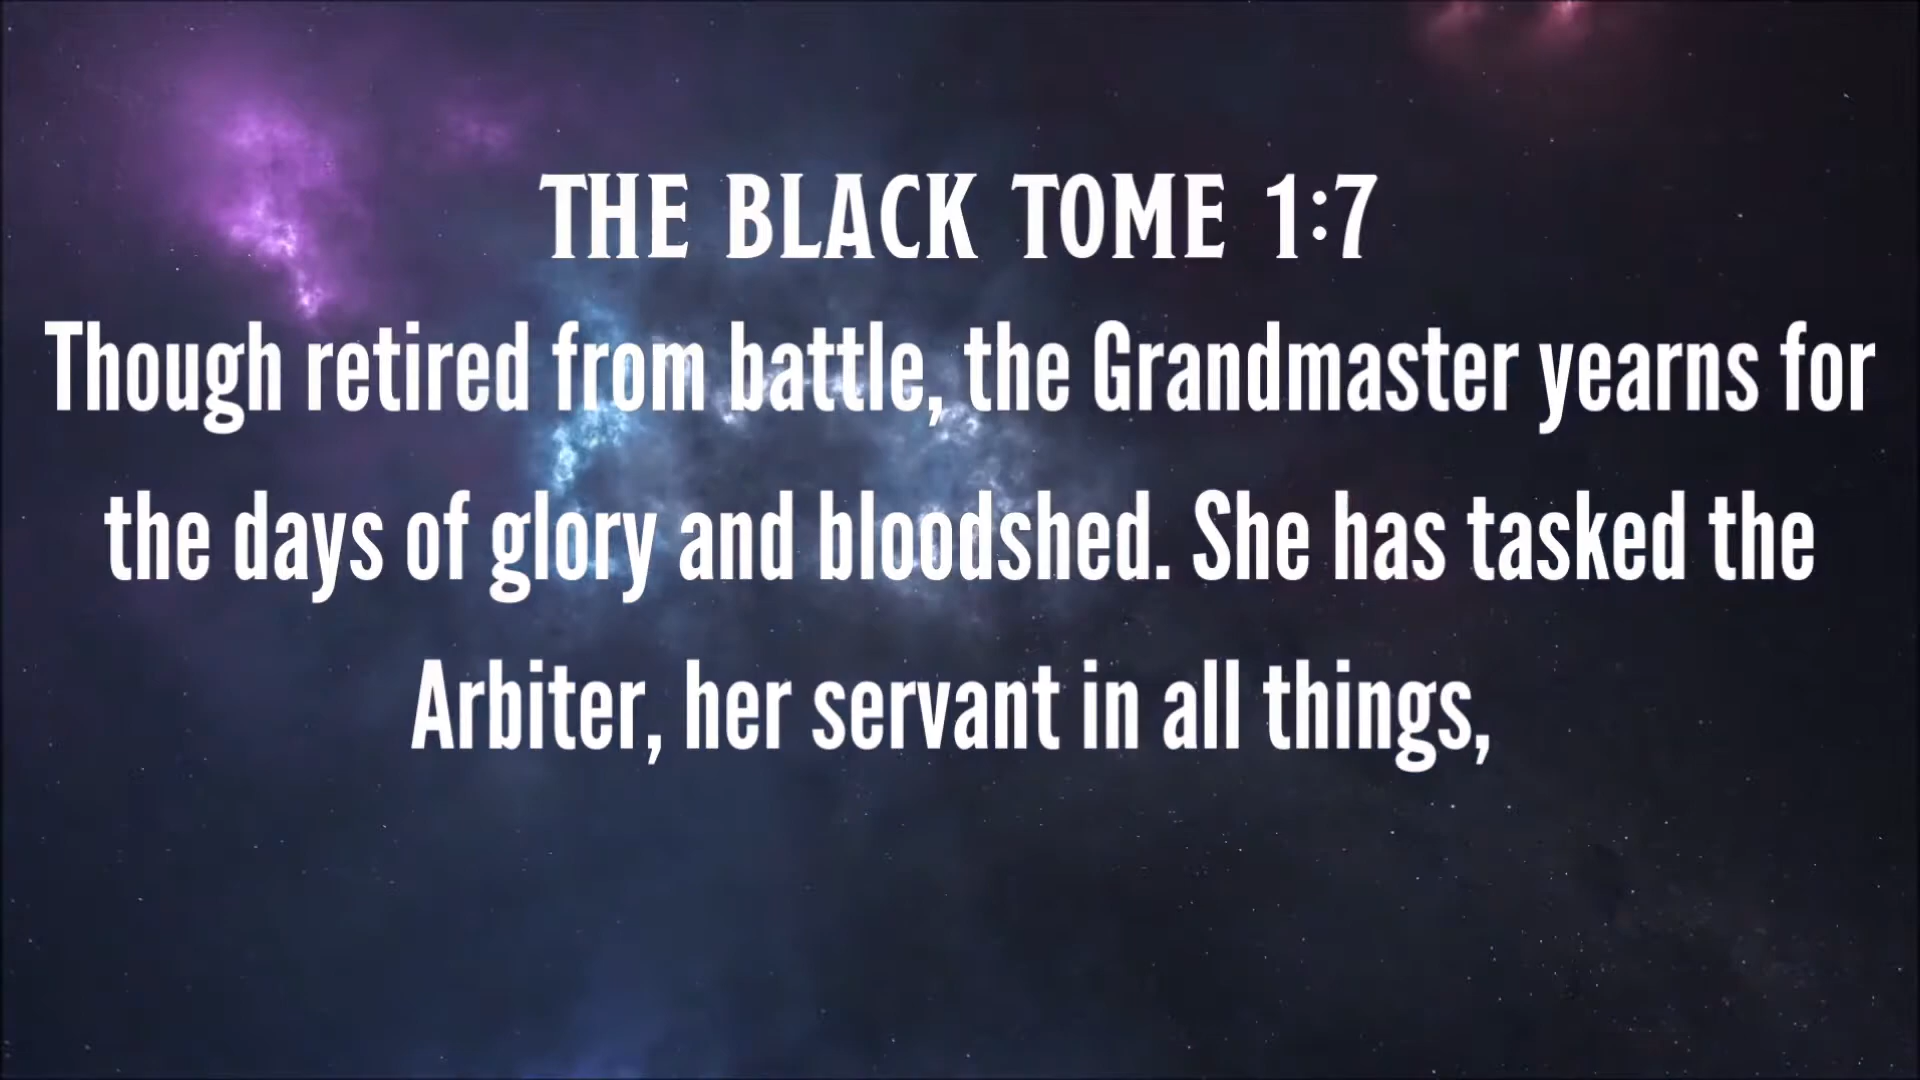 THE BLACK TOME 1:7
Though retired from battle, the Grandmaster yearns for
the days of glory and bloodshed. She has tasked the
Arbiter, her servant in all things,